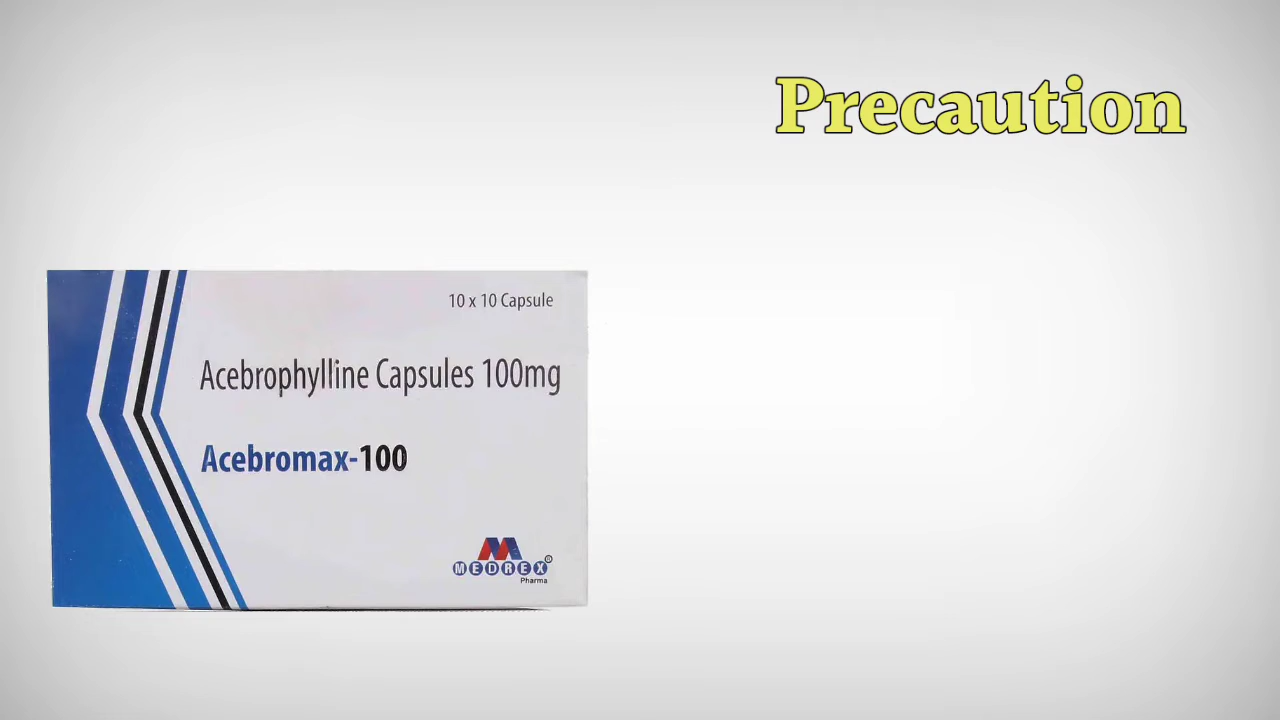 Precaution
10 x 10 Capsule
Acebrophylline Capsules 100mg
Acebromax-100
MEDREX®
Pharma